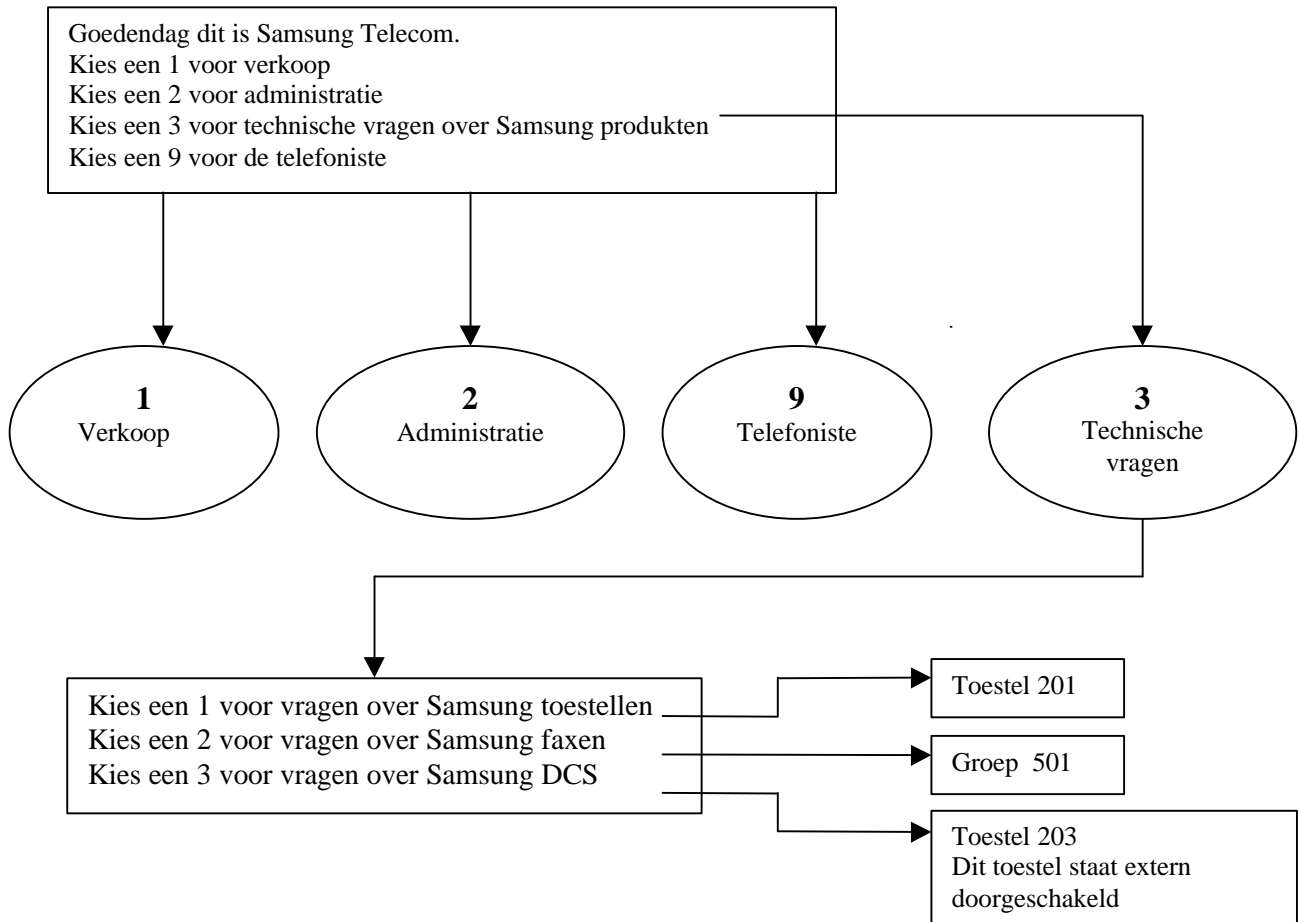 Goedendag dit is Samsung Telecom.
Kies een 1 voor verkoop
Kies een 2 voor administratie
Kies een 3 voor technische vragen over Samsung produkten
Kies een 9 voor de telefoniste
1
Verkoop
2
Administratie
9
Telefoniste
3
Technische
vragen
Kies een 1 voor vragen over Samsung toestellen
Kies een 2 voor vragen over Samsung faxen
Kies een 3 voor vragen over Samsung DCS
Toestel 201
Groep 501
Toestel 203
Dit toestel staat extern
doorgeschakeld